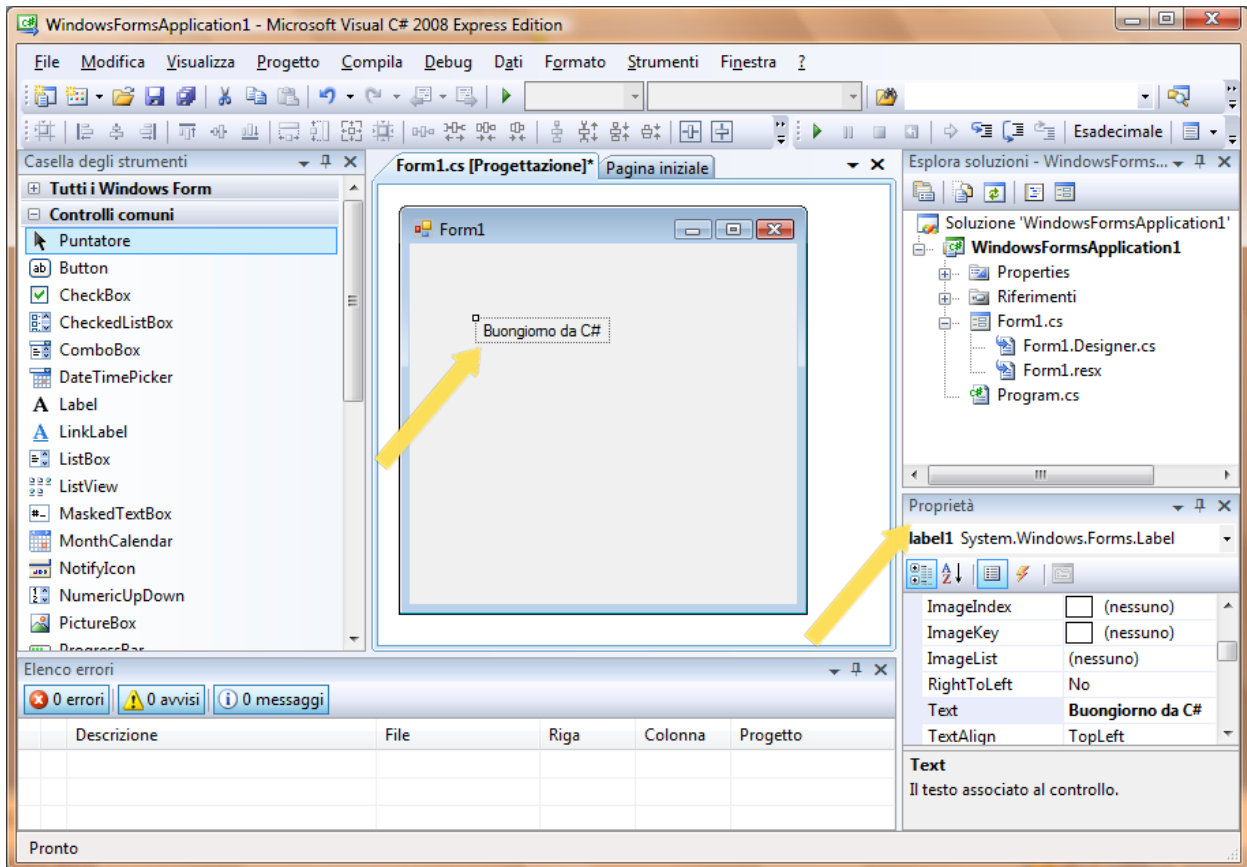 WindowsFormsApplication1 - Microsoft Visual C# 2008 Express Edition
File Modifica Visualizza Progetto Compila Debug Dati Formato Strumenti Finestra ?
Esadecimale
Casella degli strumenti
Tutti i Windows Form
Controlli comuni
Puntatore
Button
CheckBox
CheckedListBox
ComboBox
DateTimePicker
Label
LinkLabel
ListBox
ListView
MaskedTextBox
MonthCalendar
NotifyIcon
NumericUpDown
PictureBox
ProgressBar
Form1.cs [Progettazione]* Pagina iniziale
Form1
Buongiorno da C#
Esplora soluzioni - WindowsForms...
Soluzione 'WindowsFormsApplication1'
WindowsFormsApplication1
Properties
Riferimenti
Form1.cs
Form1.Designer.cs
Form1.resx
Program.cs
Proprietà
label1 System.Windows.Forms.Label
ImageIndex (nessuno)
ImageKey (nessuno)
ImageList (nessuno)
RightToLeft No
Text Buongiorno da C#
TextAlign TopLeft
Text
Il testo associato al controllo.
Elenco errori
0 errori 0 avvisi 0 messaggi
Descrizione File Riga Colonna Progetto
Pronto